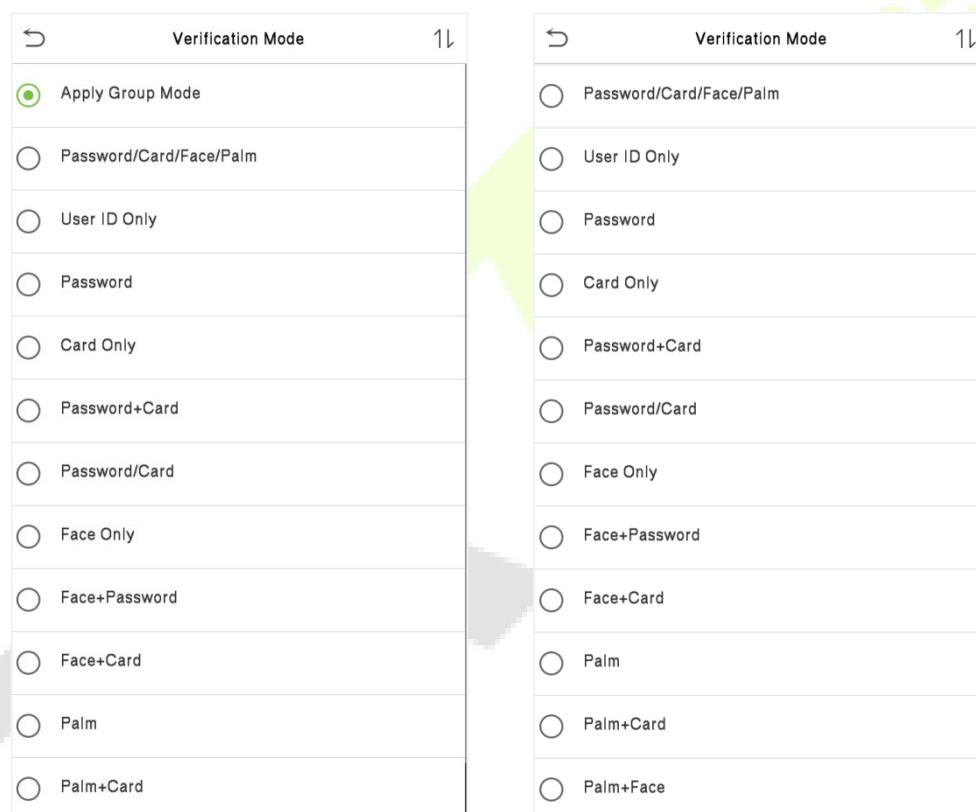 Verification Mode
Apply Group Mode
Password/Card/Face/Palm
User ID Only
Password
Card Only
Password+Card
Password/Card
Face Only
Face+Password
Face+Card
Palm
Palm+Card
Verification Mode
Password/Card/Face/Palm
User ID Only
Password
Card Only
Password+Card
Password/Card
Face Only
Face+Password
Face+Card
Palm
Palm+Card
Palm+Face